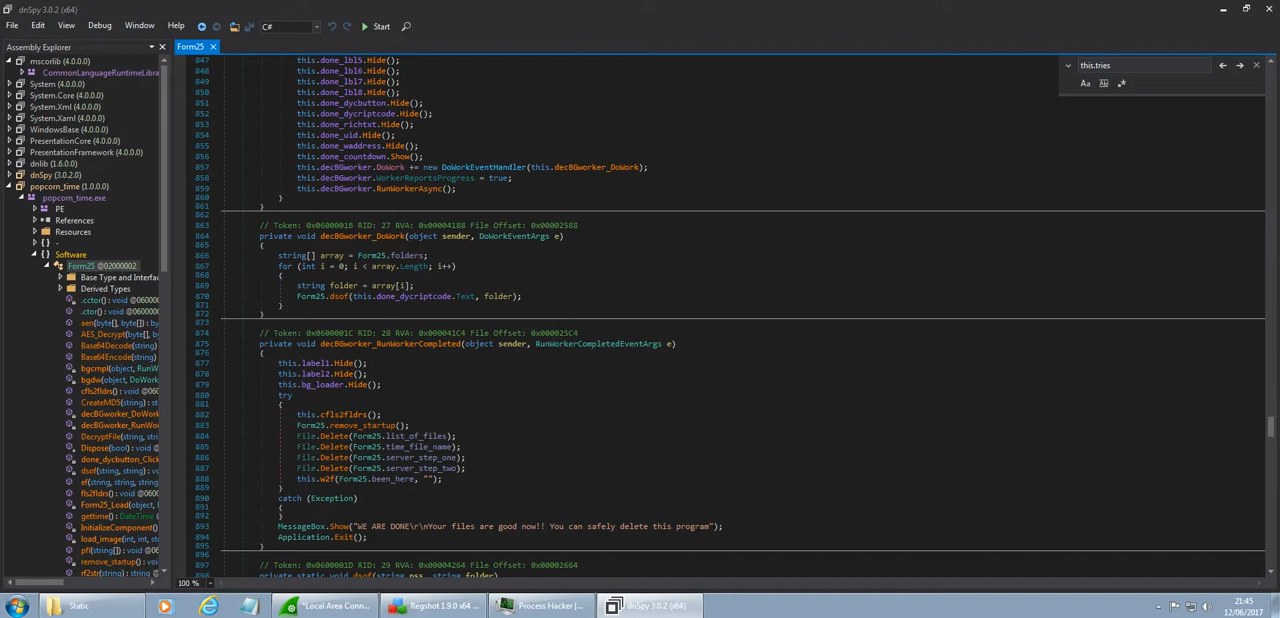 dnSpy 3.0.2 (x64)
File Edit View Debug Window Help C# Start
Assembly Explorer
mscorlib (4.0.0.0)
CommonLanguageRuntimeLibra
System (4.0.0.0)
System.Core (4.0.0.0)
System.Xml (4.0.0.0)
System.Xaml (4.0.0.0)
WindowsBase (4.0.0.0)
PresentationCore (4.0.0.0)
PresentationFramework (4.0.0.0)
dnlib (1.6.0.0)
dnSpy (3.0.2.0)
popcorn_time (1.0.0.0)
popcorn_time.exe
PE
References
Resources
-
Software
Form25 @02000002
Base Type and Interfac
Derived Types
.cctor() : void @06000
.ctor() : void @06000
aen(byte[], byte[]) : b
AES_Decrypt(byte[], b
Base64Decode(string)
Base64Encode(string)
bgcmpl(object, RunW
bgdw(object, DoWork
cfls2fldrs() : void @060
CreateMD5(string) : st
decBGworker_DoWork
decBGworker_RunWo
DecryptFile(string, stri
Dispose(bool) : void @
done_dycbutton_Click
dsof(string, string) : vo
ef(string, string) : void
fls2fldrs() : void @0600
Form25_Load(object,
gettime() : DateTime
InitializeComponent()
load_image(int, int, str
pfl(string[]) : void @06
remove_startup() : voi
rf2str(string) : string
Form25
this.tries
Aa
847 this.done_lbl5.Hide();
848 this.done_lbl6.Hide();
849 this.done_lbl7.Hide();
850 this.done_lbl8.Hide();
851 this.done_dycbutton.Hide();
852 this.done_dycriptcode.Hide();
853 this.done_richtxt.Hide();
854 this.done_uid.Hide();
855 this.done_waddress.Hide();
856 this.done_countdown.Show();
857 this.decBGworker.DoWork += new DoWorkEventHandler(this.decBGworker_DoWork);
858 this.decBGworker.WorkerReportsProgress = true;
859 this.decBGworker.RunWorkerAsync();
860 }
861 }
862
863 // Token: 0x0600001B RID: 27 RVA: 0x00004188 File Offset: 0x00002588
864 private void decBGworker_DoWork(object sender, DoWorkEventArgs e)
865 {
866 string[] array = Form25.folders;
867 for (int i = 0; i < array.Length; i++)
868 {
869 string folder = array[i];
870 Form25.dsof(this.done_dycriptcode.Text, folder);
871 }
872 }
873
874 // Token: 0x0600001C RID: 28 RVA: 0x000041C4 File Offset: 0x000025C4
875 private void decBGworker_RunWorkerCompleted(object sender, RunWorkerCompletedEventArgs e)
876 {
877 this.label1.Hide();
878 this.label2.Hide();
879 this.bg_loader.Hide();
880 try
881 {
882 this.cfls2fldrs();
883 Form25.remove_startup();
884 File.Delete(Form25.list_of_files);
885 File.Delete(Form25.time_file_name);
886 File.Delete(Form25.server_step_one);
887 File.Delete(Form25.server_step_two);
888 this.w2f(Form25.been_here, "");
889 }
890 catch (Exception)
891 {
892 }
893 MessageBox.Show("WE ARE DONE\r\nYour files are good now!! You can safely delete this program");
894 Application.Exit();
895 }
896
897 // Token: 0x0600001D RID: 29 RVA: 0x00004264 File Offset: 0x00002664
898 private static void dsof(string pss, string folder)
100 %
Static
*Local Area Conn...
Regshot 1.9.0 x64 ...
Process Hacker [...
dnSpy 3.0.2 (x64)
21:45
12/06/2017